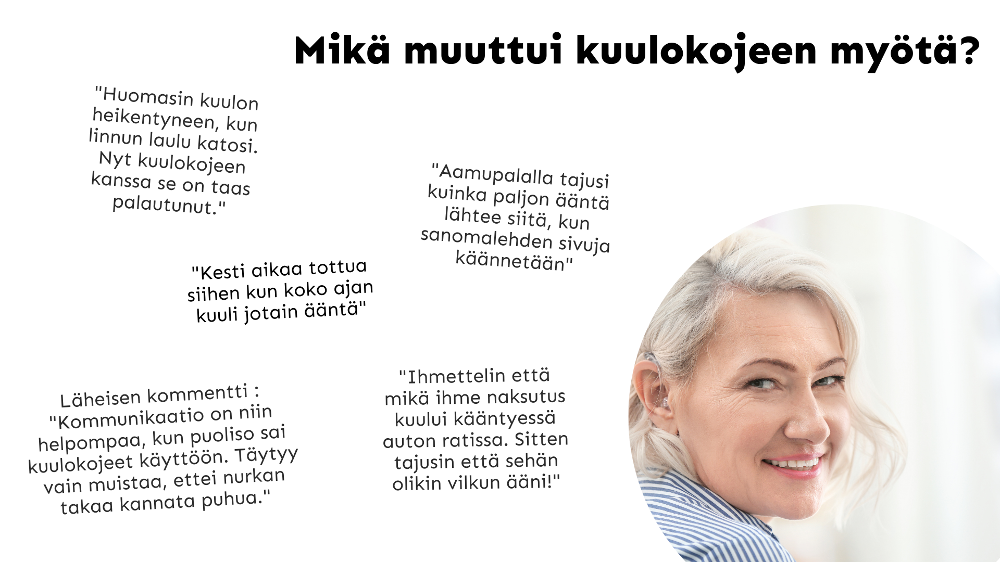 Mikä muuttui kuulokojeen myötä?
"Huomasin kuulon
heikentyneen, kun
linnun laulu katosi.
Nyt kuulokojeen
kanssa se on taas
palautunut."
"Aamupalalla tajusi
kuinka paljon ääntä
lähtee siitä, kun
sanomalehden sivuja
käännetään"
"Kesti aikaa tottua
siihen kun koko ajan
kuuli jotain ääntä"
Läheisen kommentti :
"Kommunikaatio on niin
helpompaa, kun puoliso sai
kuulokojeet käyttöön. Täytyy
vain muistaa, ettei nurkan
takaa kannata puhua."
"Ihmettelin että
mikä ihme naksutus
kuului kääntyessä
auton ratissa. Sitten
tajusin että sehän
olikin vilkun ääni!"